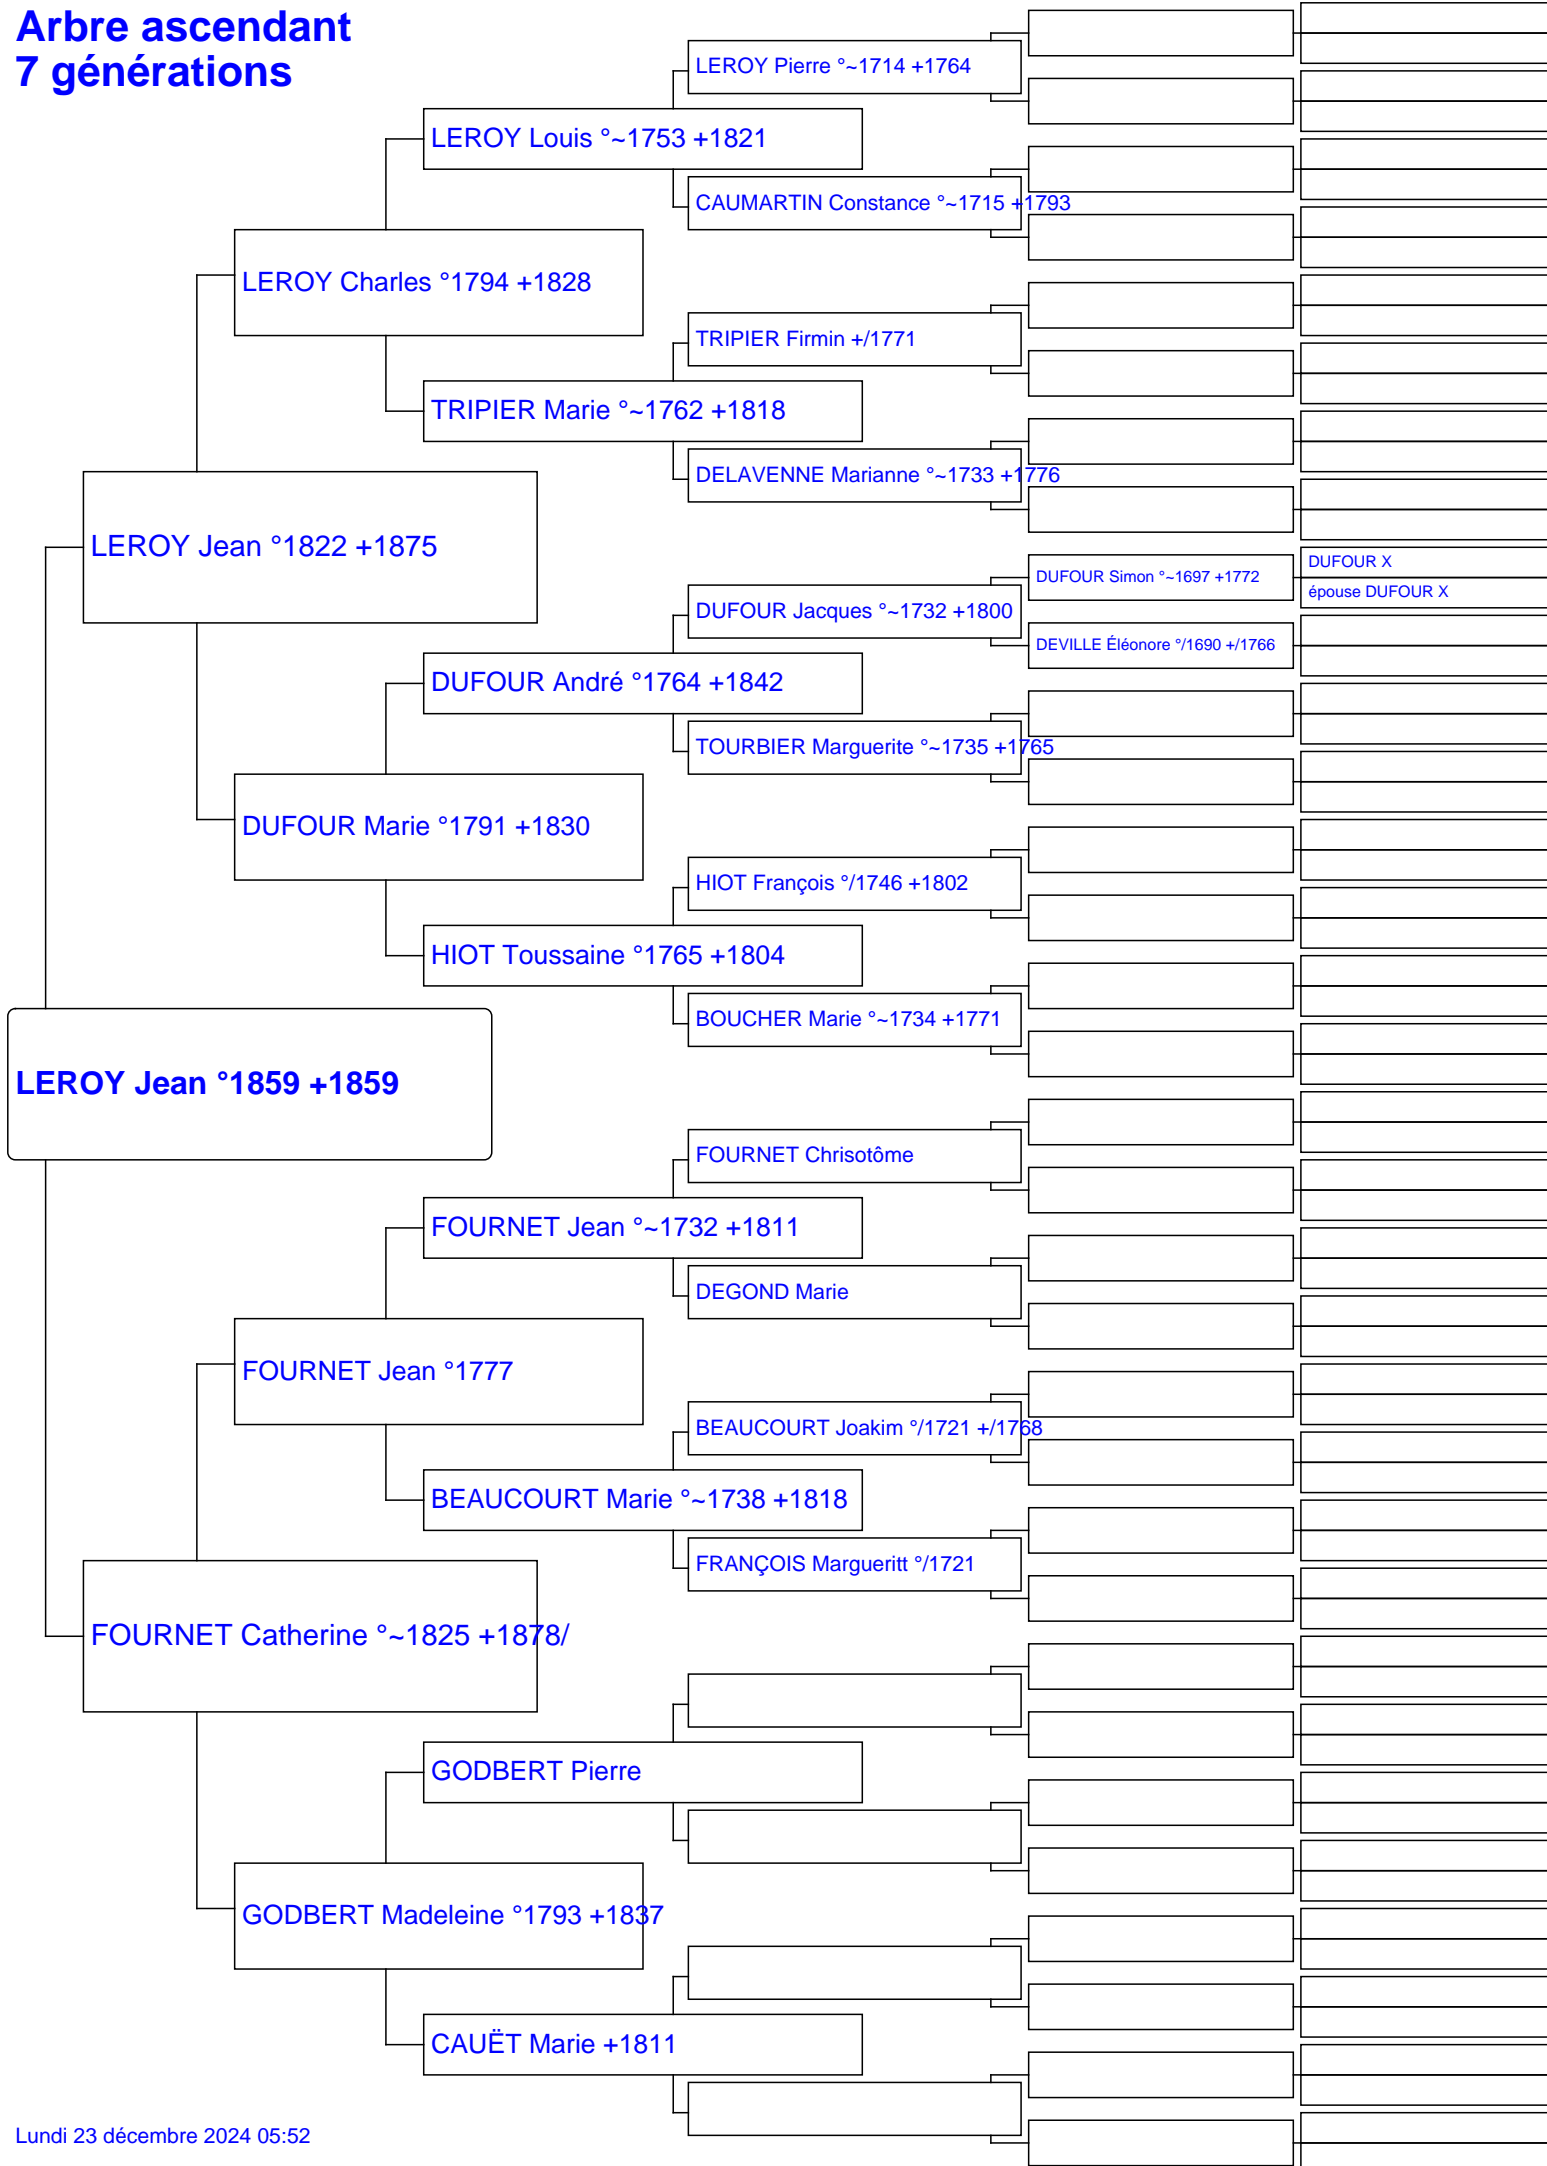 Arbre ascendant
7 générations
LEROY Pierre °~1714 +1764
LEROY Louis °~1753 +1821
CAUMARTIN Constance °~1715 +1793
LEROY Charles °1794 +1828
TRIPIER Firmin +/1771
TRIPIER Marie °~1762 +1818
DELAVENNE Marianne °~1733 +1776
LEROY Jean °1822 +1875
DUFOUR X
DUFOUR Simon °~1697 +1772
épouse DUFOUR X
DUFOUR Jacques °~1732 +1800
DEVILLE Éléonore °/1690 +/1766
DUFOUR André °1764 +1842
TOURBIER Marguerite °~1735 +1765
DUFOUR Marie °1791 +1830
HIOT François °/1746 +1802
HIOT Toussaine °1765 +1804
BOUCHER Marie °~1734 +1771
LEROY Jean °1859 +1859
FOURNET Chrisotôme
FOURNET Jean °~1732 +1811
DEGOND Marie
FOURNET Jean °1777
BEAUCOURT Joakim °/1721 +/1768
BEAUCOURT Marie °~1738 +1818
FRANÇOIS Margueritt °/1721
FOURNET Catherine °~1825 +1878/
GODBERT Pierre
GODBERT Madeleine °1793 +1837
CAUËT Marie +1811
Lundi 23 décembre 2024 05:52